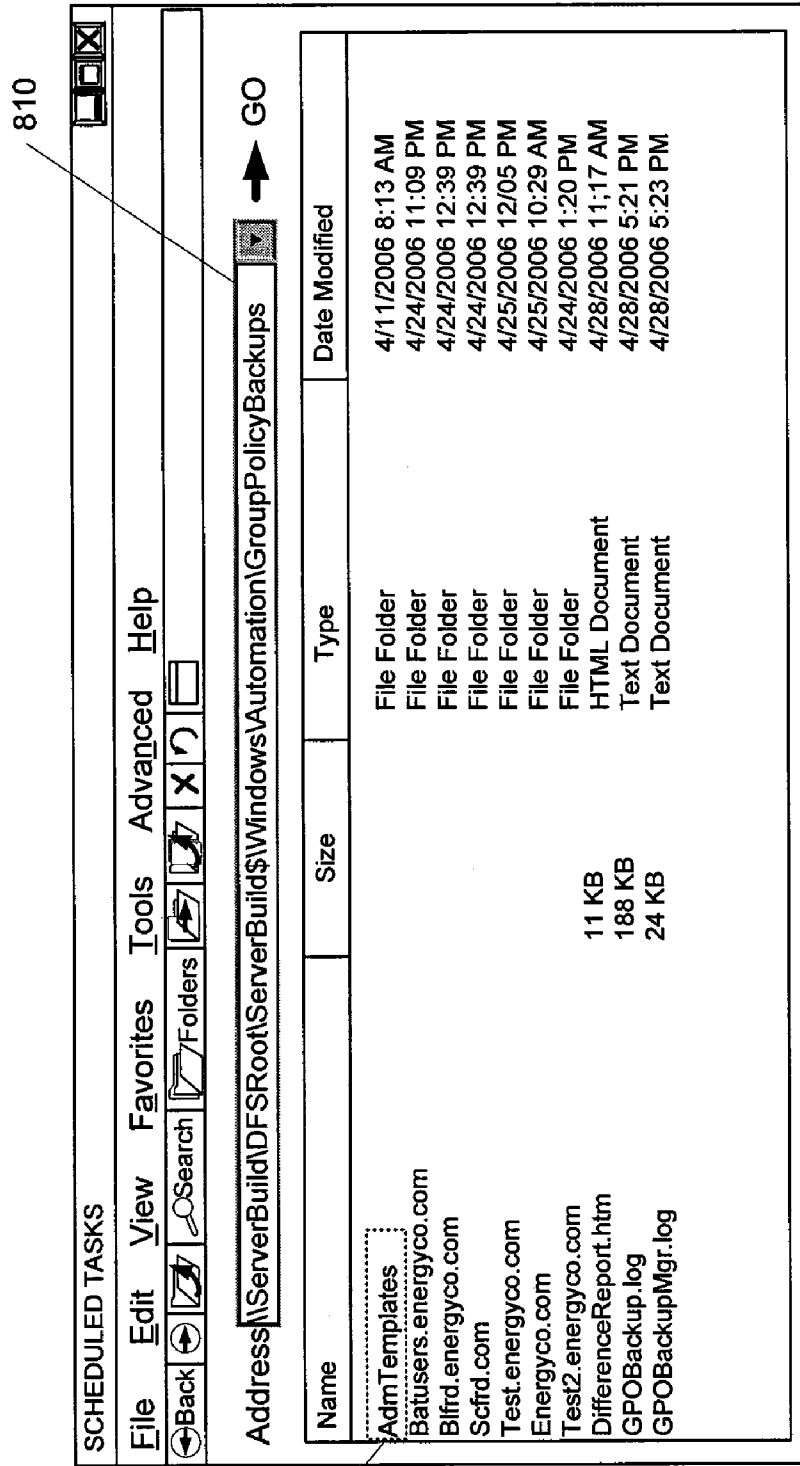 810
SCHEDULED TASKS
File Edit View Favorites Tools Advanced Help
Back Search Folders
Address \\ServerBuild\DFSRoot\ServerBuild$\Windows\Automation\GroupPolicyBackups GO
Name Size Type Date Modified
AdmTemplates File Folder 4/11/2006 8:13 AM
Batusers.energyco.com File Folder 4/24/2006 11:09 PM
Blfrd.energyco.com File Folder 4/24/2006 12:39 PM
Scfrd.com File Folder 4/24/2006 12:39 PM
Test.energyco.com File Folder 4/25/2006 12/05 PM
Energyco.com File Folder 4/25/2006 10:29 AM
Test2.energyco.com File Folder 4/24/2006 1:20 PM
DifferenceReport.htm 11 KB HTML Document 4/28/2006 11;17 AM
GPOBackup.log 188 KB Text Document 4/28/2006 5:21 PM
GPOBackupMgr.log 24 KB Text Document 4/28/2006 5:23 PM